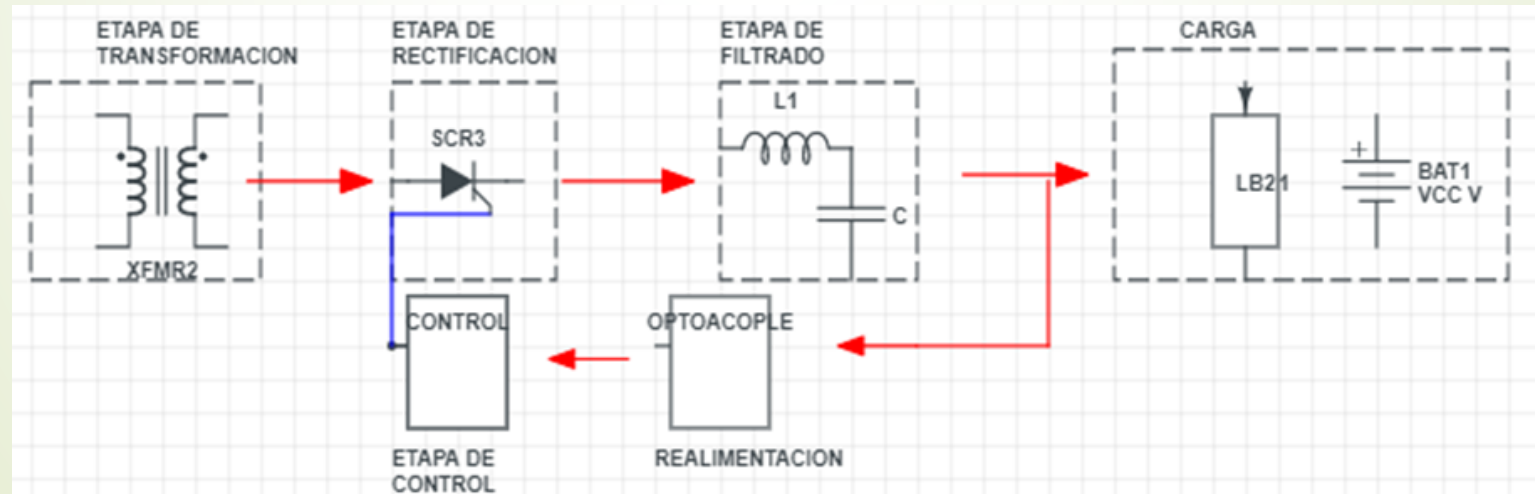 ETAPA DE
TRANSFORMACION
ETAPA DE
RECTIFICACION
ETAPA DE
FILTRADO
CARGA
L1
SCR3
LB21
BAT1
VCC V
C
XFMR2
CONTROL
OPTOACOPLE
ETAPA DE
CONTROL
REALIMENTACION